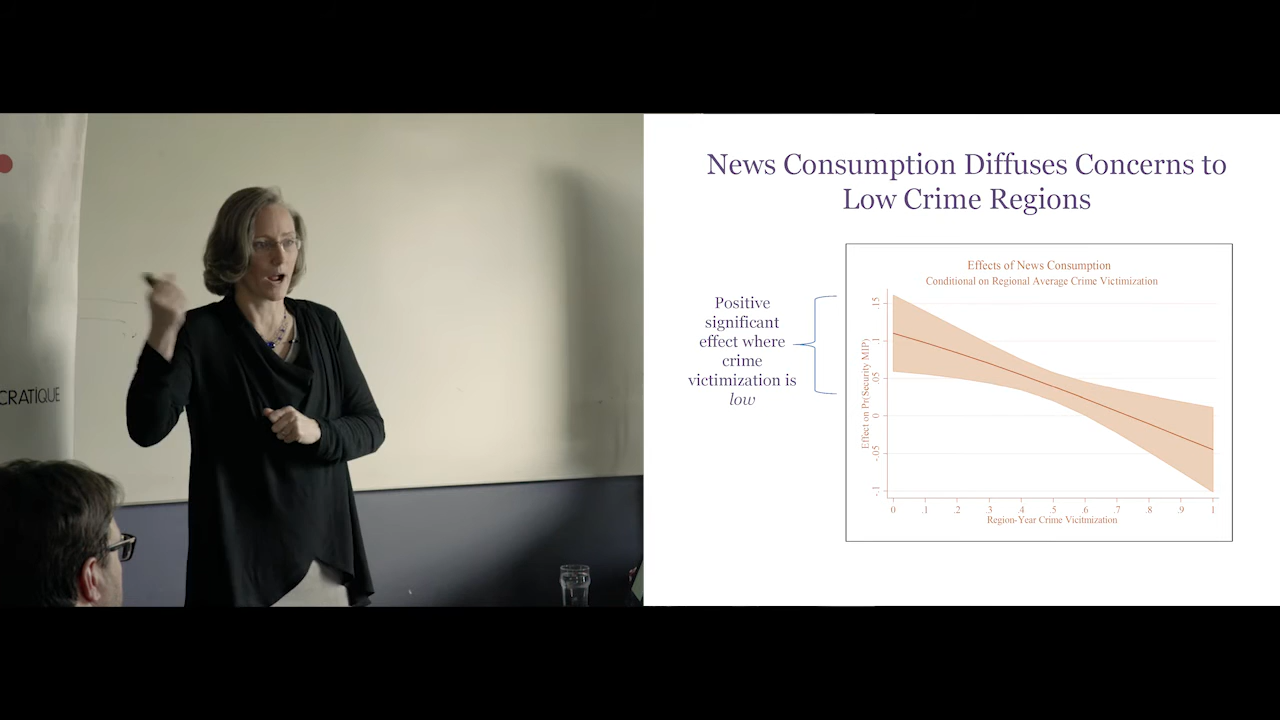 CRATIQUE
News Consumption Diffuses Concerns to
Low Crime Regions
Positive
significant
effect where
crime
victimization is
low
Effects of News Consumption
Conditional on Regional Average Crime Victimization
Effect on Pr(Security MIP)
.15
.1
.05
0
-.05
-.1
0 .1 .2 .3 .4 .5 .6 .7 .8 .9 1
Region-Year Crime Vicitmization